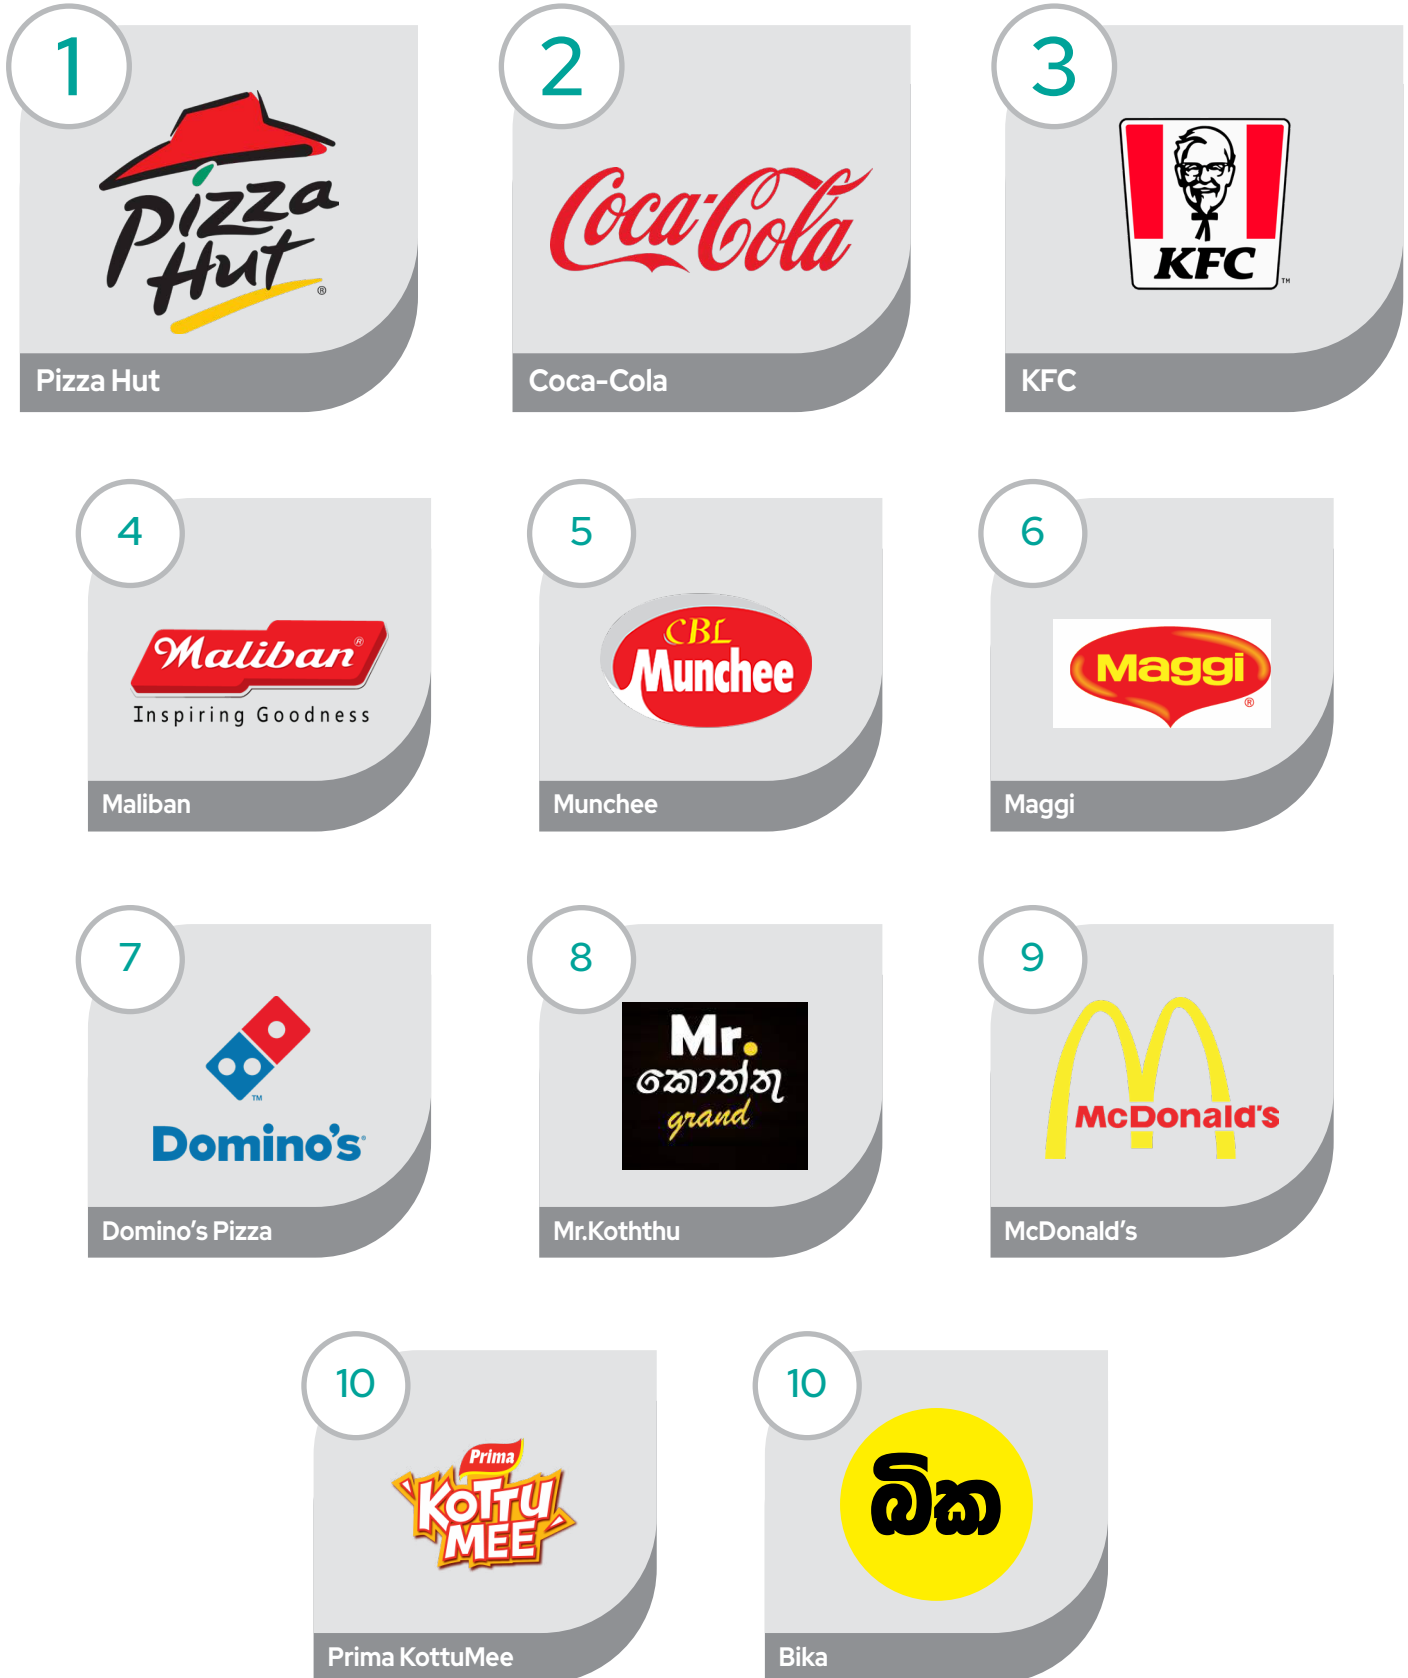 1
Pizza
Hut
®
Pizza Hut
2
Coca-Cola
Coca-Cola
3
KFC
TM
KFC
4
Maliban®
Inspiring Goodness
Maliban
5
CBL
Munchee
Munchee
6
Maggi
®
Maggi
7
TM
Domino's®
Domino's Pizza
8
Mr.
කොත්තු
grand
Mr.Koththu
9
McDonald's
McDonald's
10
Prima
KOTTU
MEE
Prima KottuMee
10
බික
Bika